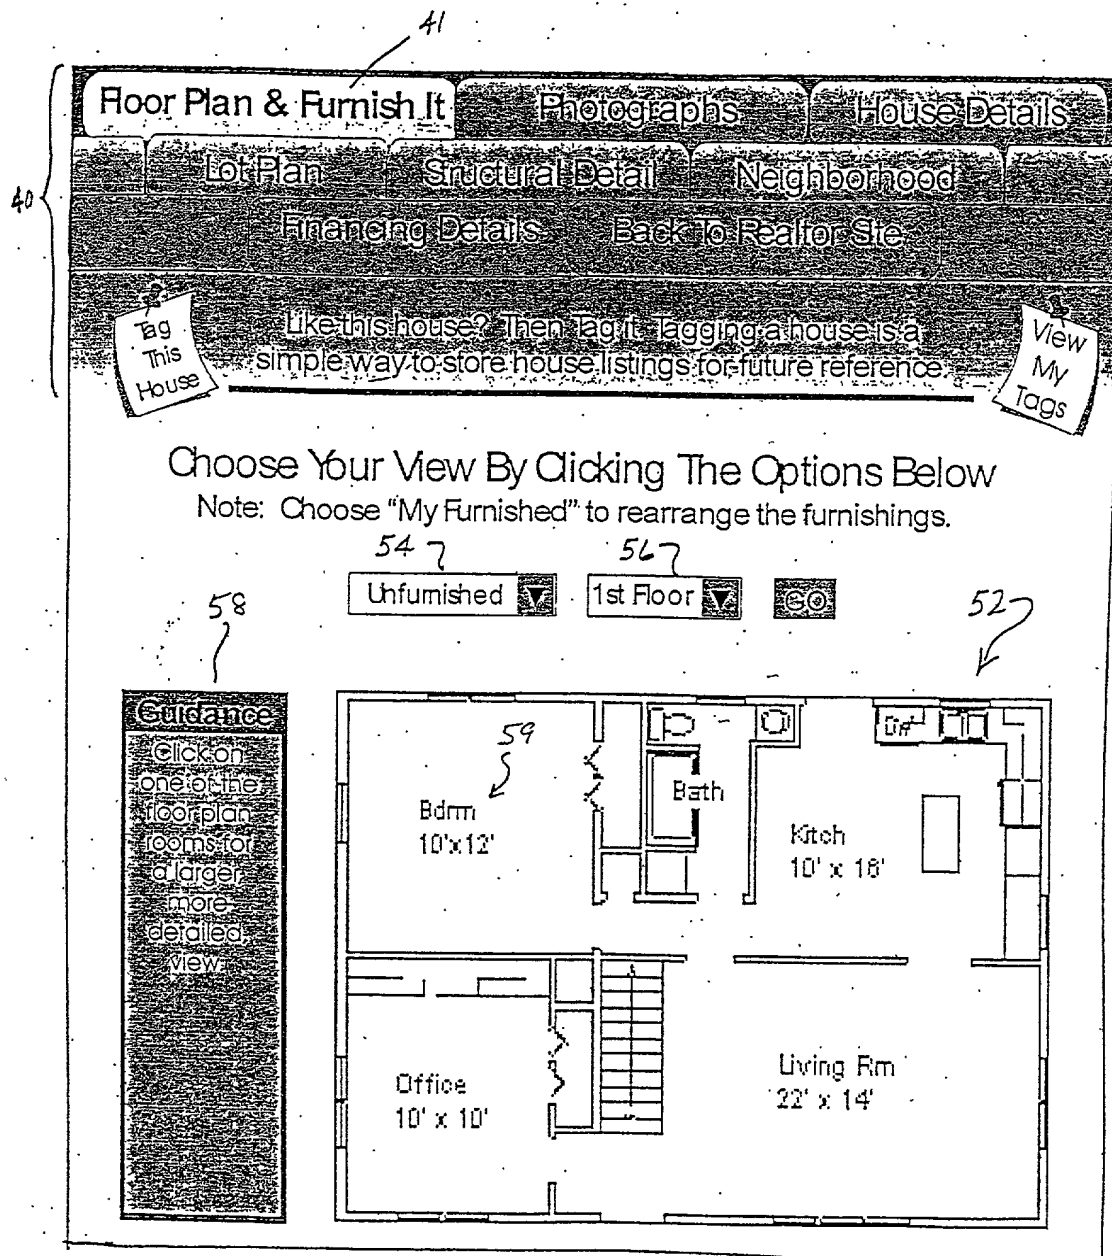 41
Floor Plan & Furnish It Photographs House Details
40
Lot Plan Structural Detail Neighborhood
Financing Details Back To Realtor Site
Tag This House
Like this house? Then Tag it. Tagging a house is a
simple way to store house listings for future reference.
View My Tags
Choose Your View By Clicking The Options Below
Note: Choose "My Furnished" to rearrange the furnishings.
54 56
Unfurnished 1st Floor GO
58 52
Guidance
Click on
one of the
floor plan
rooms for
a larger,
more
detailed
view
59
Bdrm
10'x12'
Bath
Kitch
10' x 16'
Office
10' x 10'
Living Rm
22' x 14'